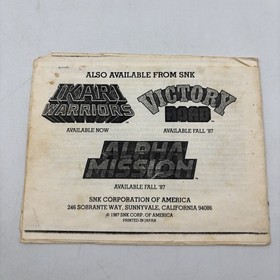 ALSO AVAILABLE FROM SNK
IKARI WARRIORS
AVAILABLE NOW
VICTORY ROAD
AVAILABLE FALL '87
ALPHA MISSION
AVAILABLE FALL '87
SNK CORPORATION OF AMERICA
246 SOBRANTE WAY, SUNNYVALE, CALIFORNIA 94086
© 1987 SNK CORP. OF AMERICA
PRINTED IN JAPAN